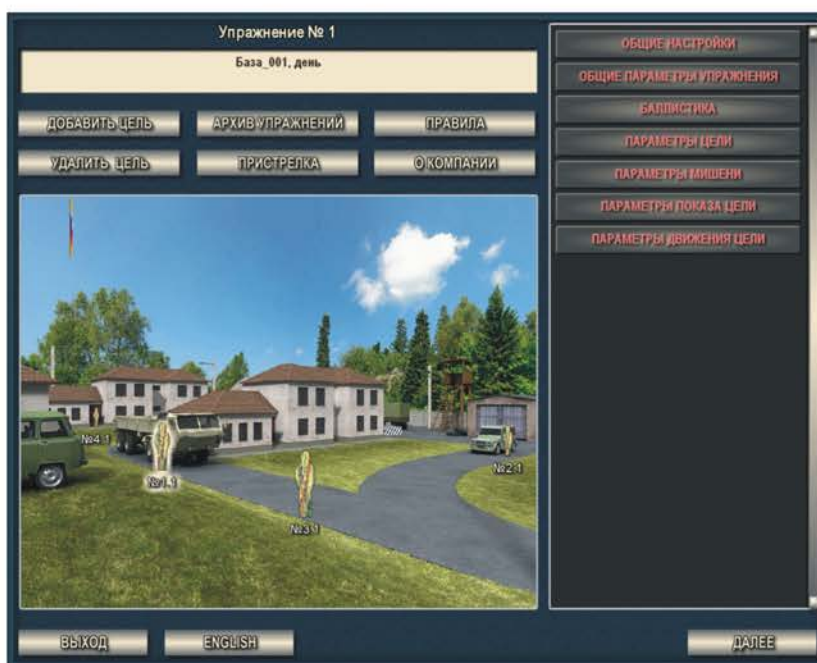 Упражнение № 1
База_001, день
ДОБАВИТЬ ЦЕЛЬ
АРХИВ УПРАЖНЕНИЙ
ПРАВИЛА
УДАЛИТЬ ЦЕЛЬ
ПРИСТРЕЛКА
О КОМПАНИИ
№4-1
№1-1
№3-1
№2-1
ОБЩИЕ НАСТРОЙКИ
ОБЩИЕ ПАРАМЕТРЫ УПРАЖНЕНИЯ
БАЛЛИСТИКА
ПАРАМЕТРЫ ЦЕЛИ
ПАРАМЕТРЫ МИШЕНИ
ПАРАМЕТРЫ ПОКАЗА ЦЕЛИ
ПАРАМЕТРЫ ДВИЖЕНИЯ ЦЕЛИ
ВЫХОД
ENGLISH
ДАЛЕЕ